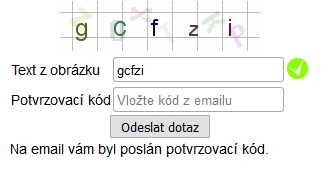 g C f z i
Text z obrázku gcfzi
Potvrzovací kód Vložte kód z emailu
Odeslat dotaz
Na email vám byl poslán potvrzovací kód.